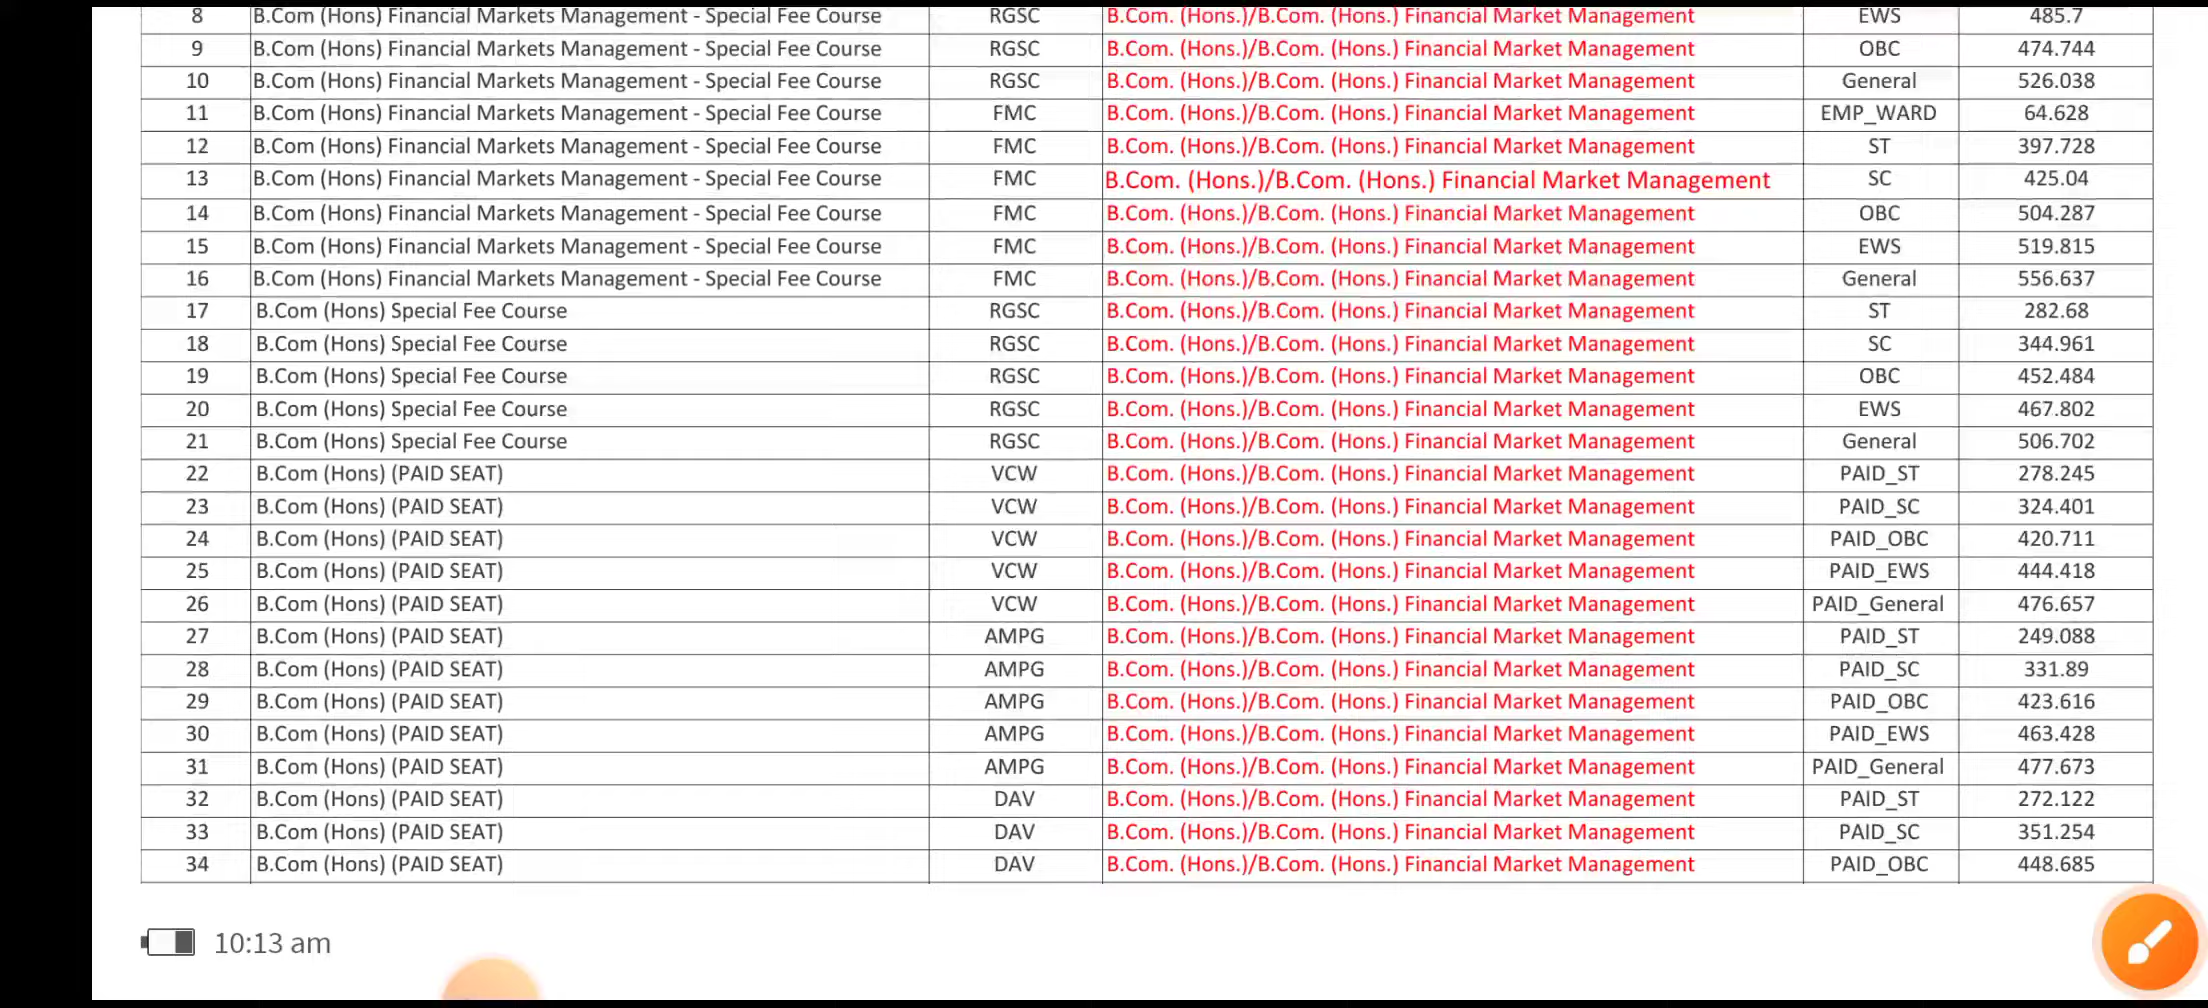 8 B.Com (Hons) Financial Markets Management - Special Fee Course RGSC B.Com. (Hons.)/B.Com. (Hons.) Financial Market Management EWS 485.7
9 B.Com (Hons) Financial Markets Management - Special Fee Course RGSC B.Com. (Hons.)/B.Com. (Hons.) Financial Market Management OBC 474.744
10 B.Com (Hons) Financial Markets Management - Special Fee Course RGSC B.Com. (Hons.)/B.Com. (Hons.) Financial Market Management General 526.038
11 B.Com (Hons) Financial Markets Management - Special Fee Course FMC B.Com. (Hons.)/B.Com. (Hons.) Financial Market Management EMP_WARD 64.628
12 B.Com (Hons) Financial Markets Management - Special Fee Course FMC B.Com. (Hons.)/B.Com. (Hons.) Financial Market Management ST 397.728
13 B.Com (Hons) Financial Markets Management - Special Fee Course FMC B.Com. (Hons.)/B.Com. (Hons.) Financial Market Management SC 425.04
14 B.Com (Hons) Financial Markets Management - Special Fee Course FMC B.Com. (Hons.)/B.Com. (Hons.) Financial Market Management OBC 504.287
15 B.Com (Hons) Financial Markets Management - Special Fee Course FMC B.Com. (Hons.)/B.Com. (Hons.) Financial Market Management EWS 519.815
16 B.Com (Hons) Financial Markets Management - Special Fee Course FMC B.Com. (Hons.)/B.Com. (Hons.) Financial Market Management General 556.637
17 B.Com (Hons) Special Fee Course RGSC B.Com. (Hons.)/B.Com. (Hons.) Financial Market Management ST 282.68
18 B.Com (Hons) Special Fee Course RGSC B.Com. (Hons.)/B.Com. (Hons.) Financial Market Management SC 344.961
19 B.Com (Hons) Special Fee Course RGSC B.Com. (Hons.)/B.Com. (Hons.) Financial Market Management OBC 452.484
20 B.Com (Hons) Special Fee Course RGSC B.Com. (Hons.)/B.Com. (Hons.) Financial Market Management EWS 467.802
21 B.Com (Hons) Special Fee Course RGSC B.Com. (Hons.)/B.Com. (Hons.) Financial Market Management General 506.702
22 B.Com (Hons) (PAID SEAT) VCW B.Com. (Hons.)/B.Com. (Hons.) Financial Market Management PAID_ST 278.245
23 B.Com (Hons) (PAID SEAT) VCW B.Com. (Hons.)/B.Com. (Hons.) Financial Market Management PAID_SC 324.401
24 B.Com (Hons) (PAID SEAT) VCW B.Com. (Hons.)/B.Com. (Hons.) Financial Market Management PAID_OBC 420.711
25 B.Com (Hons) (PAID SEAT) VCW B.Com. (Hons.)/B.Com. (Hons.) Financial Market Management PAID_EWS 444.418
26 B.Com (Hons) (PAID SEAT) VCW B.Com. (Hons.)/B.Com. (Hons.) Financial Market Management PAID_General 476.657
27 B.Com (Hons) (PAID SEAT) AMPG B.Com. (Hons.)/B.Com. (Hons.) Financial Market Management PAID_ST 249.088
28 B.Com (Hons) (PAID SEAT) AMPG B.Com. (Hons.)/B.Com. (Hons.) Financial Market Management PAID_SC 331.89
29 B.Com (Hons) (PAID SEAT) AMPG B.Com. (Hons.)/B.Com. (Hons.) Financial Market Management PAID_OBC 423.616
30 B.Com (Hons) (PAID SEAT) AMPG B.Com. (Hons.)/B.Com. (Hons.) Financial Market Management PAID_EWS 463.428
31 B.Com (Hons) (PAID SEAT) AMPG B.Com. (Hons.)/B.Com. (Hons.) Financial Market Management PAID_General 477.673
32 B.Com (Hons) (PAID SEAT) DAV B.Com. (Hons.)/B.Com. (Hons.) Financial Market Management PAID_ST 272.122
33 B.Com (Hons) (PAID SEAT) DAV B.Com. (Hons.)/B.Com. (Hons.) Financial Market Management PAID_SC 351.254
34 B.Com (Hons) (PAID SEAT) DAV B.Com. (Hons.)/B.Com. (Hons.) Financial Market Management PAID_OBC 448.685
10:13 am